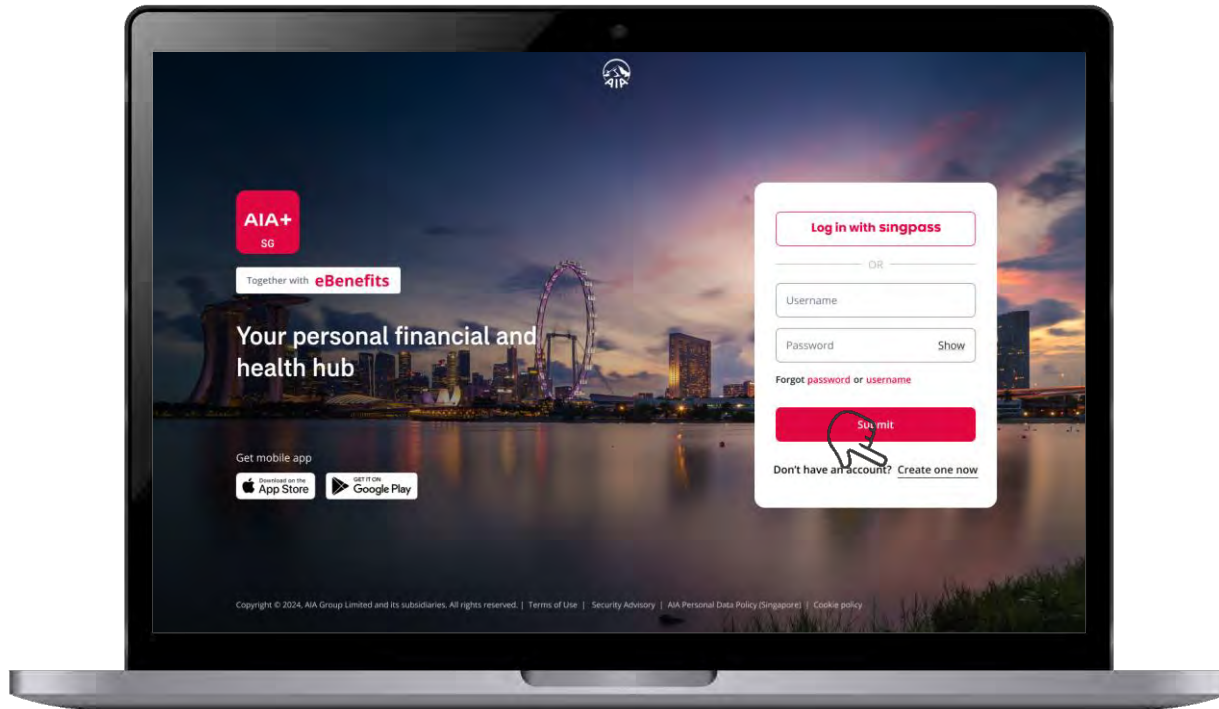 AIA
AIA+
SG
Together with eBenefits
Your personal financial and
health hub
Get mobile app
Download on the
App Store
GET IT ON
Google Play
Log in with singpass
OR
Username
Password Show
Forgot password or username
Submit
Don't have an account? Create one now
Copyright © 2024, AIA Group Limited and its subsidiaries. All rights reserved. | Terms of Use | Security Advisory | AIA Personal Data Policy (Singapore) | Cookie policy